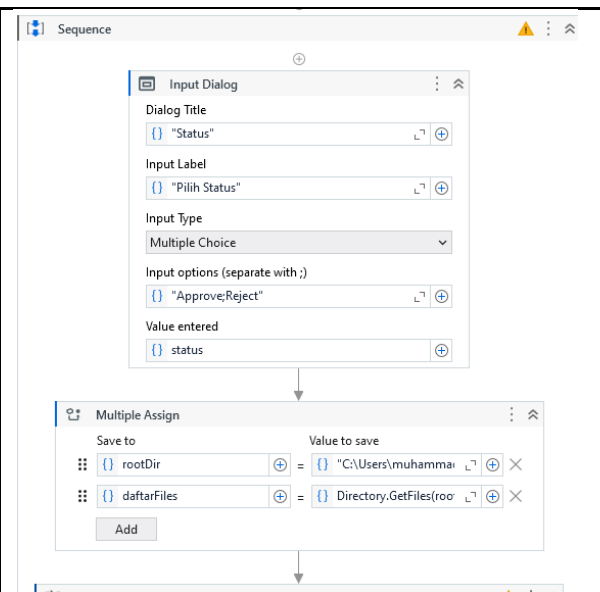 Sequence
Input Dialog
Dialog Title
{} "Status"
Input Label
{} "Pilih Status"
Input Type
Multiple Choice
Input options (separate with ;)
{} "Approve;Reject"
Value entered
{} status
Multiple Assign
Save to Value to save
{} rootDir = {} "C:\Users\muhamma
{} daftarFiles = {} Directory.GetFiles(roo
Add